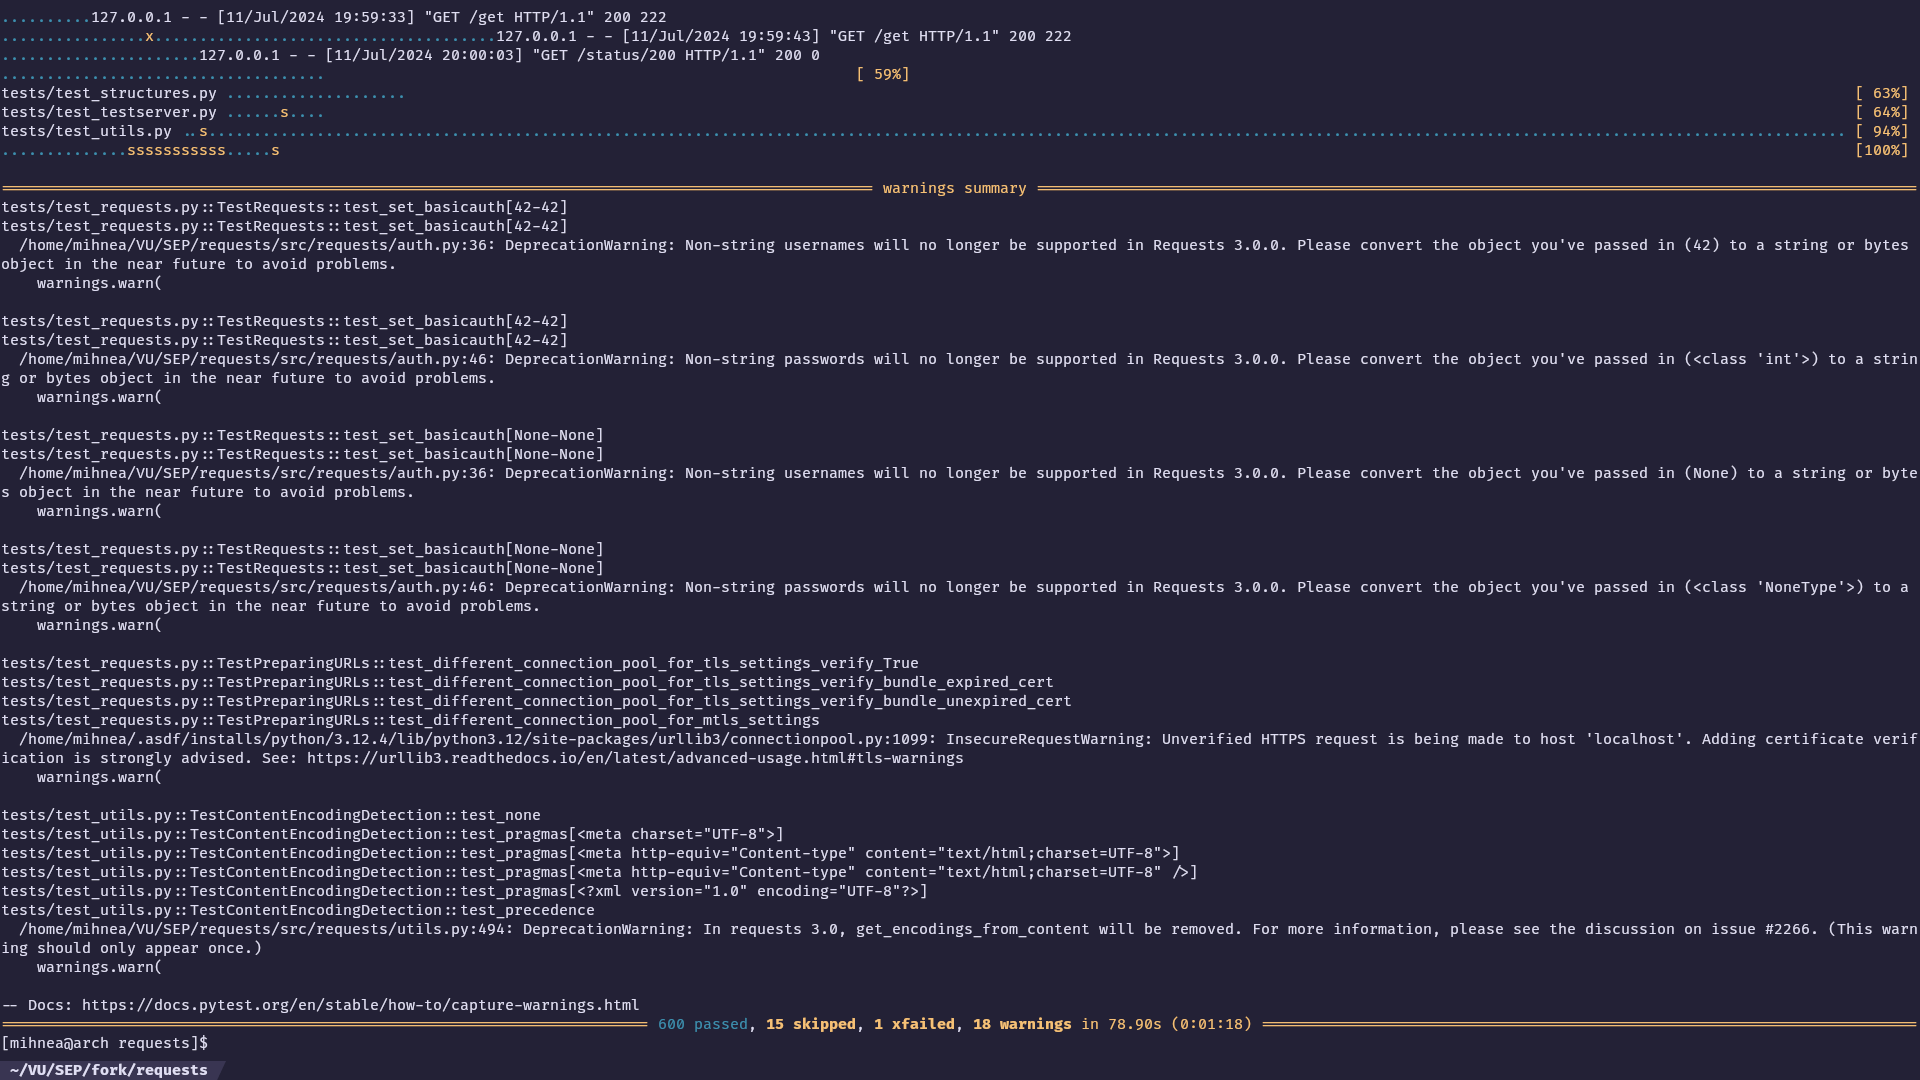 ..........127.0.0.1 - - [11/Jul/2024 19:59:33] "GET /get HTTP/1.1" 200 222
................x......................................127.0.0.1 - - [11/Jul/2024 19:59:43] "GET /get HTTP/1.1" 200 222
......................127.0.0.1 - - [11/Jul/2024 20:00:03] "GET /status/200 HTTP/1.1" 200 0
.................................... [ 59%]
tests/test_structures.py .................... [ 63%]
tests/test_testserver.py ......s.... [ 64%]
tests/test_utils.py ..s...................................................................................................................................................................................... [ 94%]
..............sssssssssss.....s [100%]
warnings summary
tests/test_requests.py::TestRequests::test_set_basicauth[42-42]
tests/test_requests.py::TestRequests::test_set_basicauth[42-42]
/home/mihnea/VU/SEP/requests/src/requests/auth.py:36: DeprecationWarning: Non-string usernames will no longer be supported in Requests 3.0.0. Please convert the object you've passed in (42) to a string or bytes
object in the near future to avoid problems.
warnings.warn(
tests/test_requests.py::TestRequests::test_set_basicauth[42-42]
tests/test_requests.py::TestRequests::test_set_basicauth[42-42]
/home/mihnea/VU/SEP/requests/src/requests/auth.py:46: DeprecationWarning: Non-string passwords will no longer be supported in Requests 3.0.0. Please convert the object you've passed in (<class 'int'>) to a strin
g or bytes object in the near future to avoid problems.
warnings.warn(
tests/test_requests.py::TestRequests::test_set_basicauth[None-None]
tests/test_requests.py::TestRequests::test_set_basicauth[None-None]
/home/mihnea/VU/SEP/requests/src/requests/auth.py:36: DeprecationWarning: Non-string usernames will no longer be supported in Requests 3.0.0. Please convert the object you've passed in (None) to a string or byte
s object in the near future to avoid problems.
warnings.warn(
tests/test_requests.py::TestRequests::test_set_basicauth[None-None]
tests/test_requests.py::TestRequests::test_set_basicauth[None-None]
/home/mihnea/VU/SEP/requests/src/requests/auth.py:46: DeprecationWarning: Non-string passwords will no longer be supported in Requests 3.0.0. Please convert the object you've passed in (<class 'NoneType'>) to a
string or bytes object in the near future to avoid problems.
warnings.warn(
tests/test_requests.py::TestPreparingURLs::test_different_connection_pool_for_tls_settings_verify_True
tests/test_requests.py::TestPreparingURLs::test_different_connection_pool_for_tls_settings_verify_bundle_expired_cert
tests/test_requests.py::TestPreparingURLs::test_different_connection_pool_for_tls_settings_verify_bundle_unexpired_cert
tests/test_requests.py::TestPreparingURLs::test_different_connection_pool_for_mtls_settings
/home/mihnea/.asdf/installs/python/3.12.4/lib/python3.12/site-packages/urllib3/connectionpool.py:1099: InsecureRequestWarning: Unverified HTTPS request is being made to host 'localhost'. Adding certificate verif
ication is strongly advised. See: https://urllib3.readthedocs.io/en/latest/advanced-usage.html#tls-warnings
warnings.warn(
tests/test_utils.py::TestContentEncodingDetection::test_none
tests/test_utils.py::TestContentEncodingDetection::test_pragmas[<meta charset="UTF-8">]
tests/test_utils.py::TestContentEncodingDetection::test_pragmas[<meta http-equiv="Content-type" content="text/html;charset=UTF-8">]
tests/test_utils.py::TestContentEncodingDetection::test_pragmas[<meta http-equiv="Content-type" content="text/html;charset=UTF-8" />]
tests/test_utils.py::TestContentEncodingDetection::test_pragmas[<?xml version="1.0" encoding="UTF-8"?>]
tests/test_utils.py::TestContentEncodingDetection::test_precedence
/home/mihnea/VU/SEP/requests/src/requests/utils.py:494: DeprecationWarning: In requests 3.0, get_encodings_from_content will be removed. For more information, please see the discussion on issue #2266. (This warn
ing should only appear once.)
warnings.warn(
-- Docs: https://docs.pytest.org/en/stable/how-to/capture-warnings.html
600 passed, 15 skipped, 1 xfailed, 18 warnings in 78.90s (0:01:18)
[mihnea@arch requests]$
~/VU/SEP/fork/requests